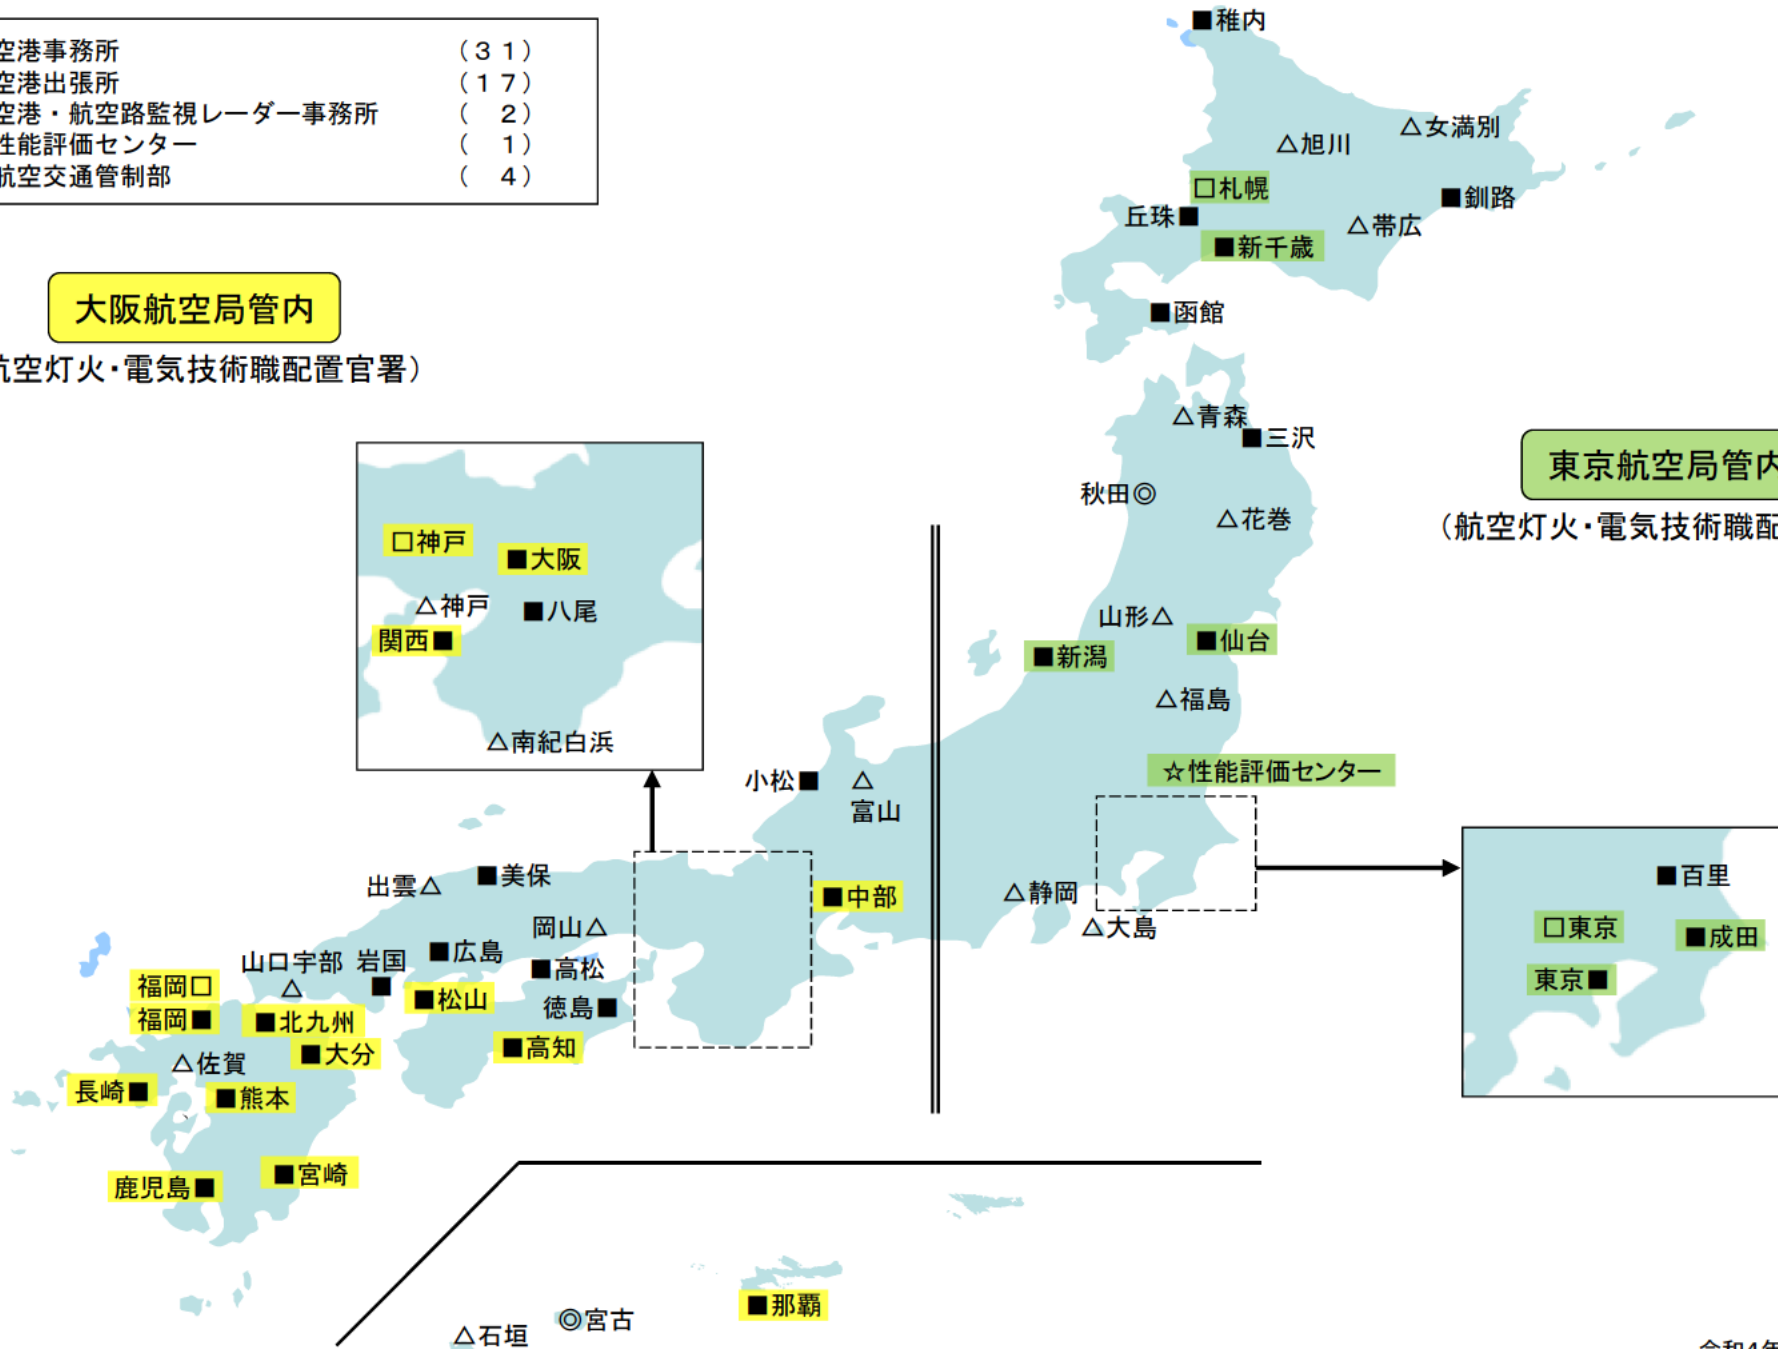 空港事務所 （３１）
空港出張所 （１７）
空港・航空路監視レーダー事務所 （　２）
性能評価センター （　１）
航空交通管制部 （　４）
大阪航空局管内
航空灯火・電気技術職配置官署）
■稚内
△女満別
△旭川
□札幌
■釧路
丘珠■
△帯広
■新千歳
■函館
△青森
■三沢
秋田◎
△花巻
東京航空局管内
（航空灯火・電気技術職配
山形△
■仙台
■新潟
△福島
☆性能評価センター
□神戸
■大阪
△神戸
■八尾
関西■
△南紀白浜
小松■
△
富山
■美保
出雲△
■中部
△静岡
△大島
岡山△
■広島
山口宇部
△
岩国
■
■高松
福岡□
■松山
徳島■
福岡■
■北九州
■高知
■大分
△佐賀
長崎■
■熊本
■宮崎
鹿児島■
■百里
□東京
■成田
東京■
■那覇
◎宮古
△石垣
令和4年